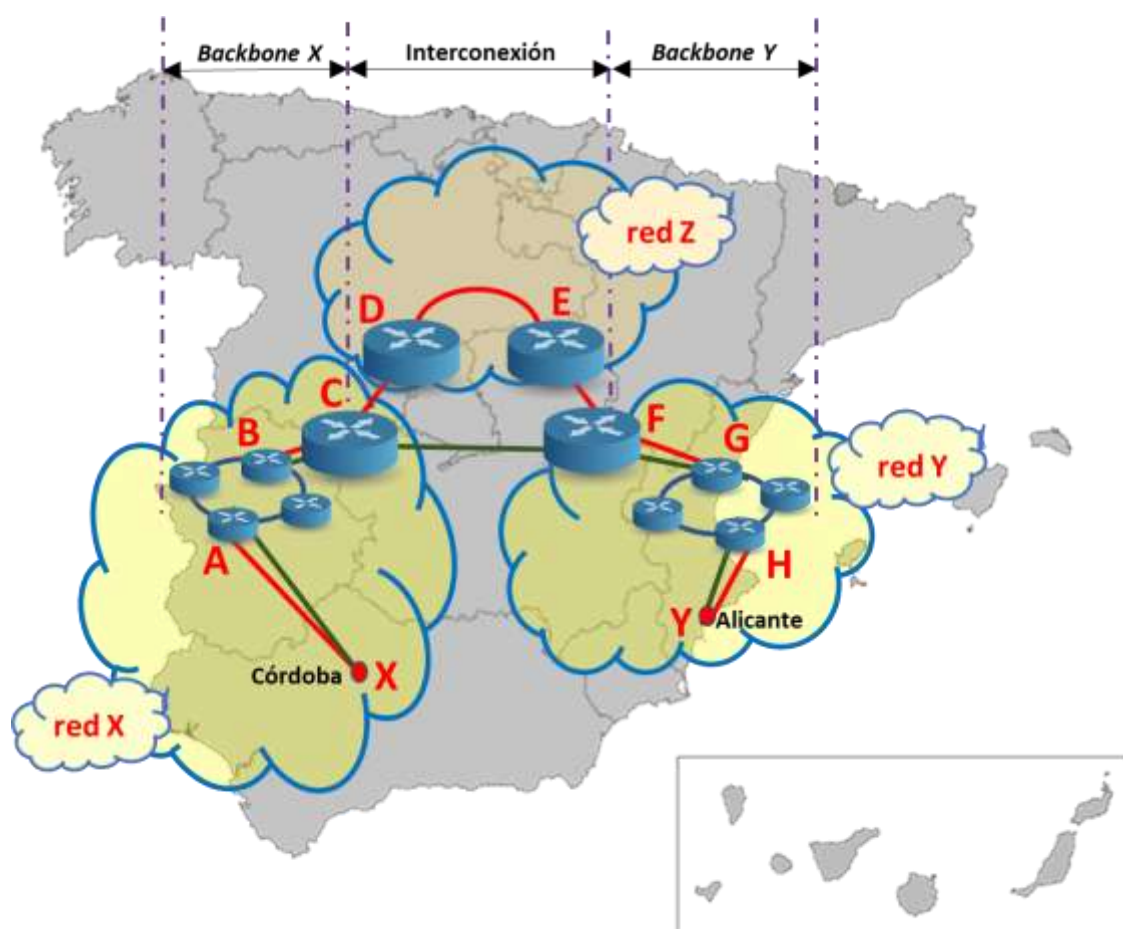 Backbone X
Interconexión
Backbone Y
red Z
D
E
C
F
B
G
red Y
A
H
Y
Alicante
Córdoba
X
red X